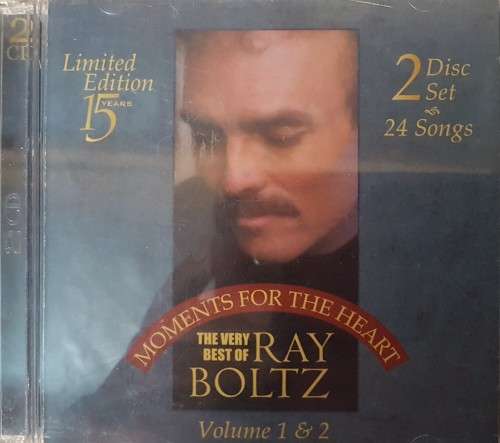 2
CD
Limited
Edition
15
YEARS
2 Disc
Set
24 Songs
MOMENTS FOR THE HEART
THE VERY
BEST OF
RAY
BOLTZ
Volume 1 & 2